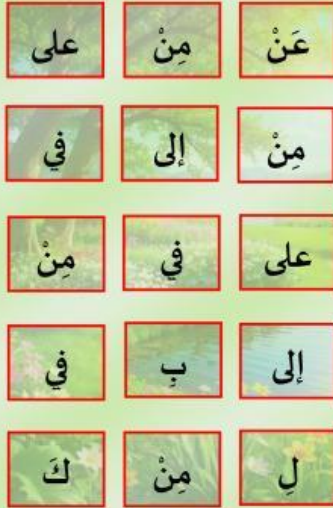 عَنْ مِنْ على
مِنْ إلى في
على في مِنْ
إلى بِ في
لِ مِنْ كَ